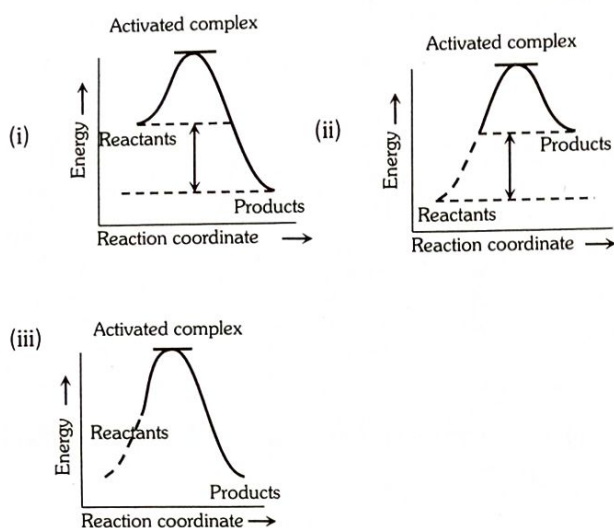 (i)
Activated complex
Energy
Reactants
Products
Reaction coordinate
(ii)
Activated complex
Energy
Products
Reactants
Reaction coordinate
(iii)
Activated complex
Energy
Reactants
Products
Reaction coordinate